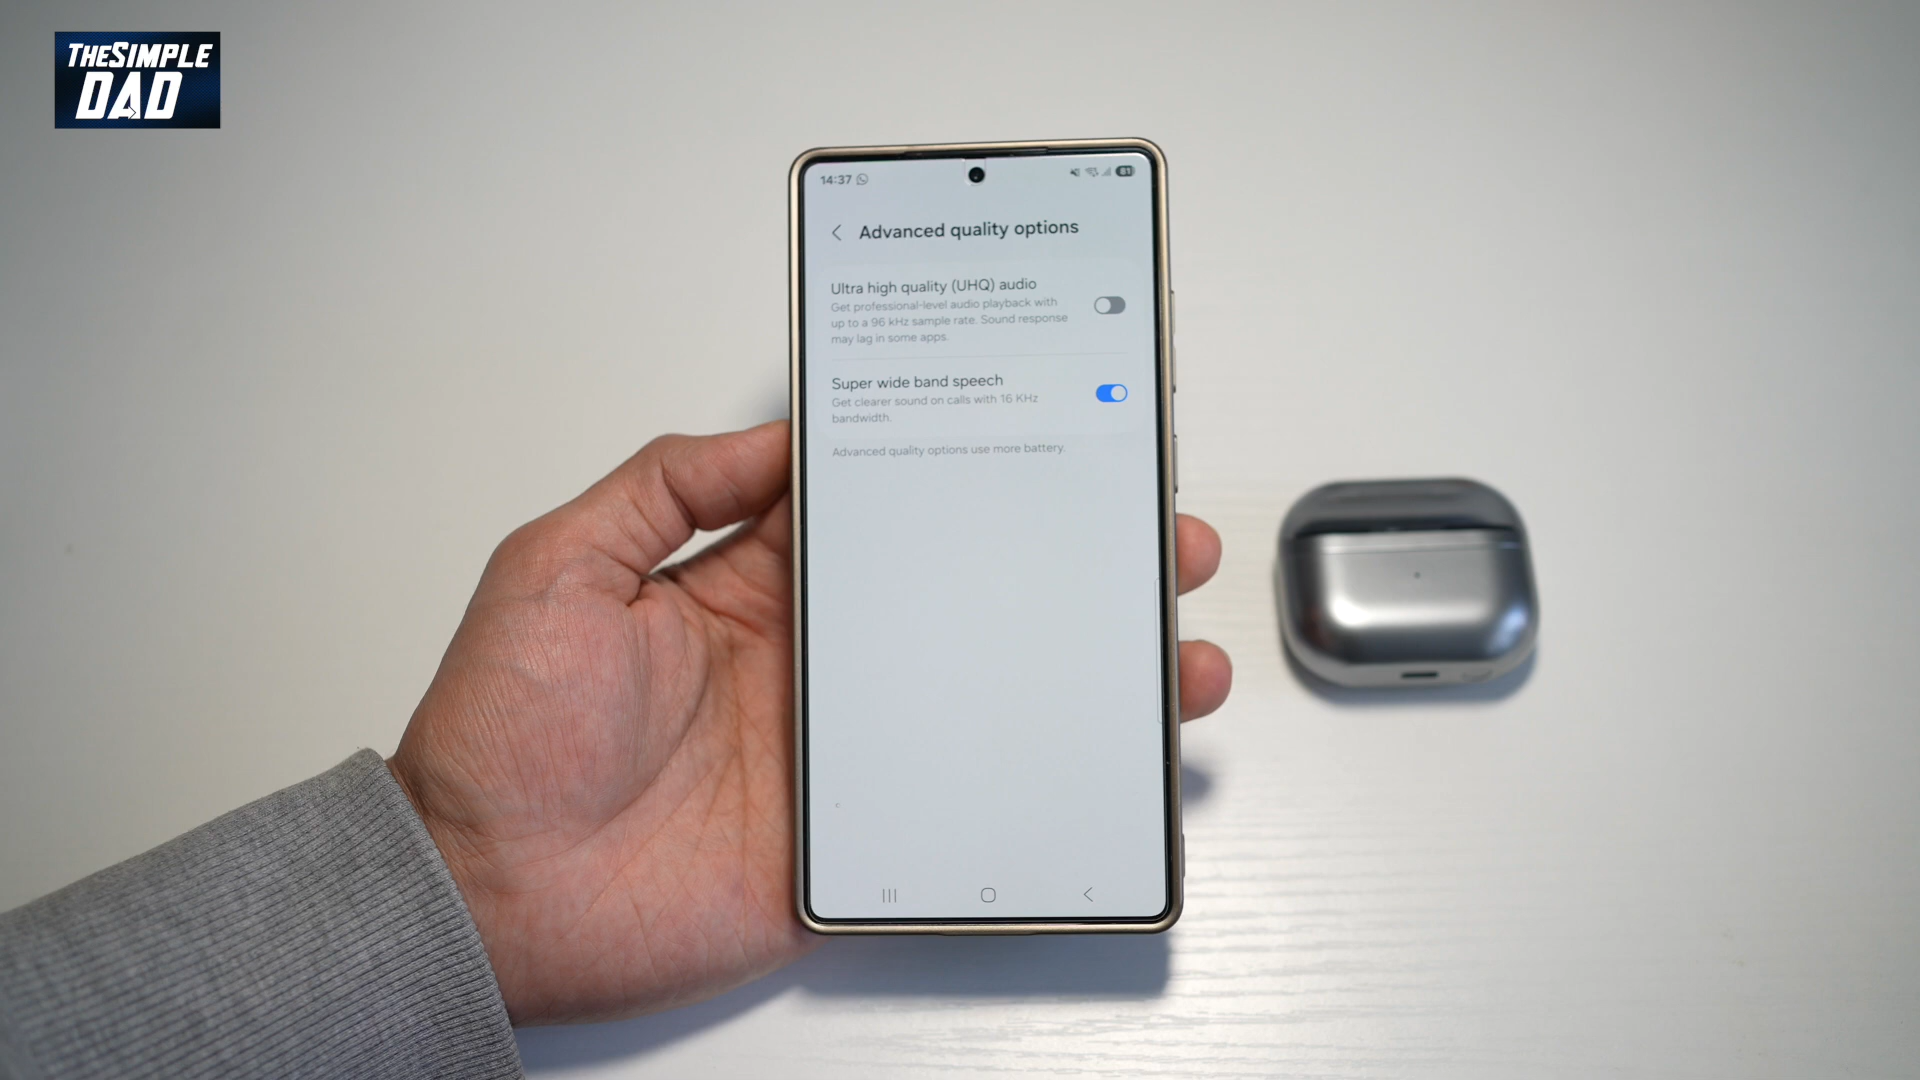 THESIMPLE
DAD
14:37
81
Advanced quality options
Ultra high quality (UHQ) audio
Get professional-level audio playback with
up to a 96 kHz sample rate. Sound response
may lag in some apps.
Super wide band speech
Get clearer sound on calls with 16 KHz
bandwidth.
Advanced quality options use more battery.